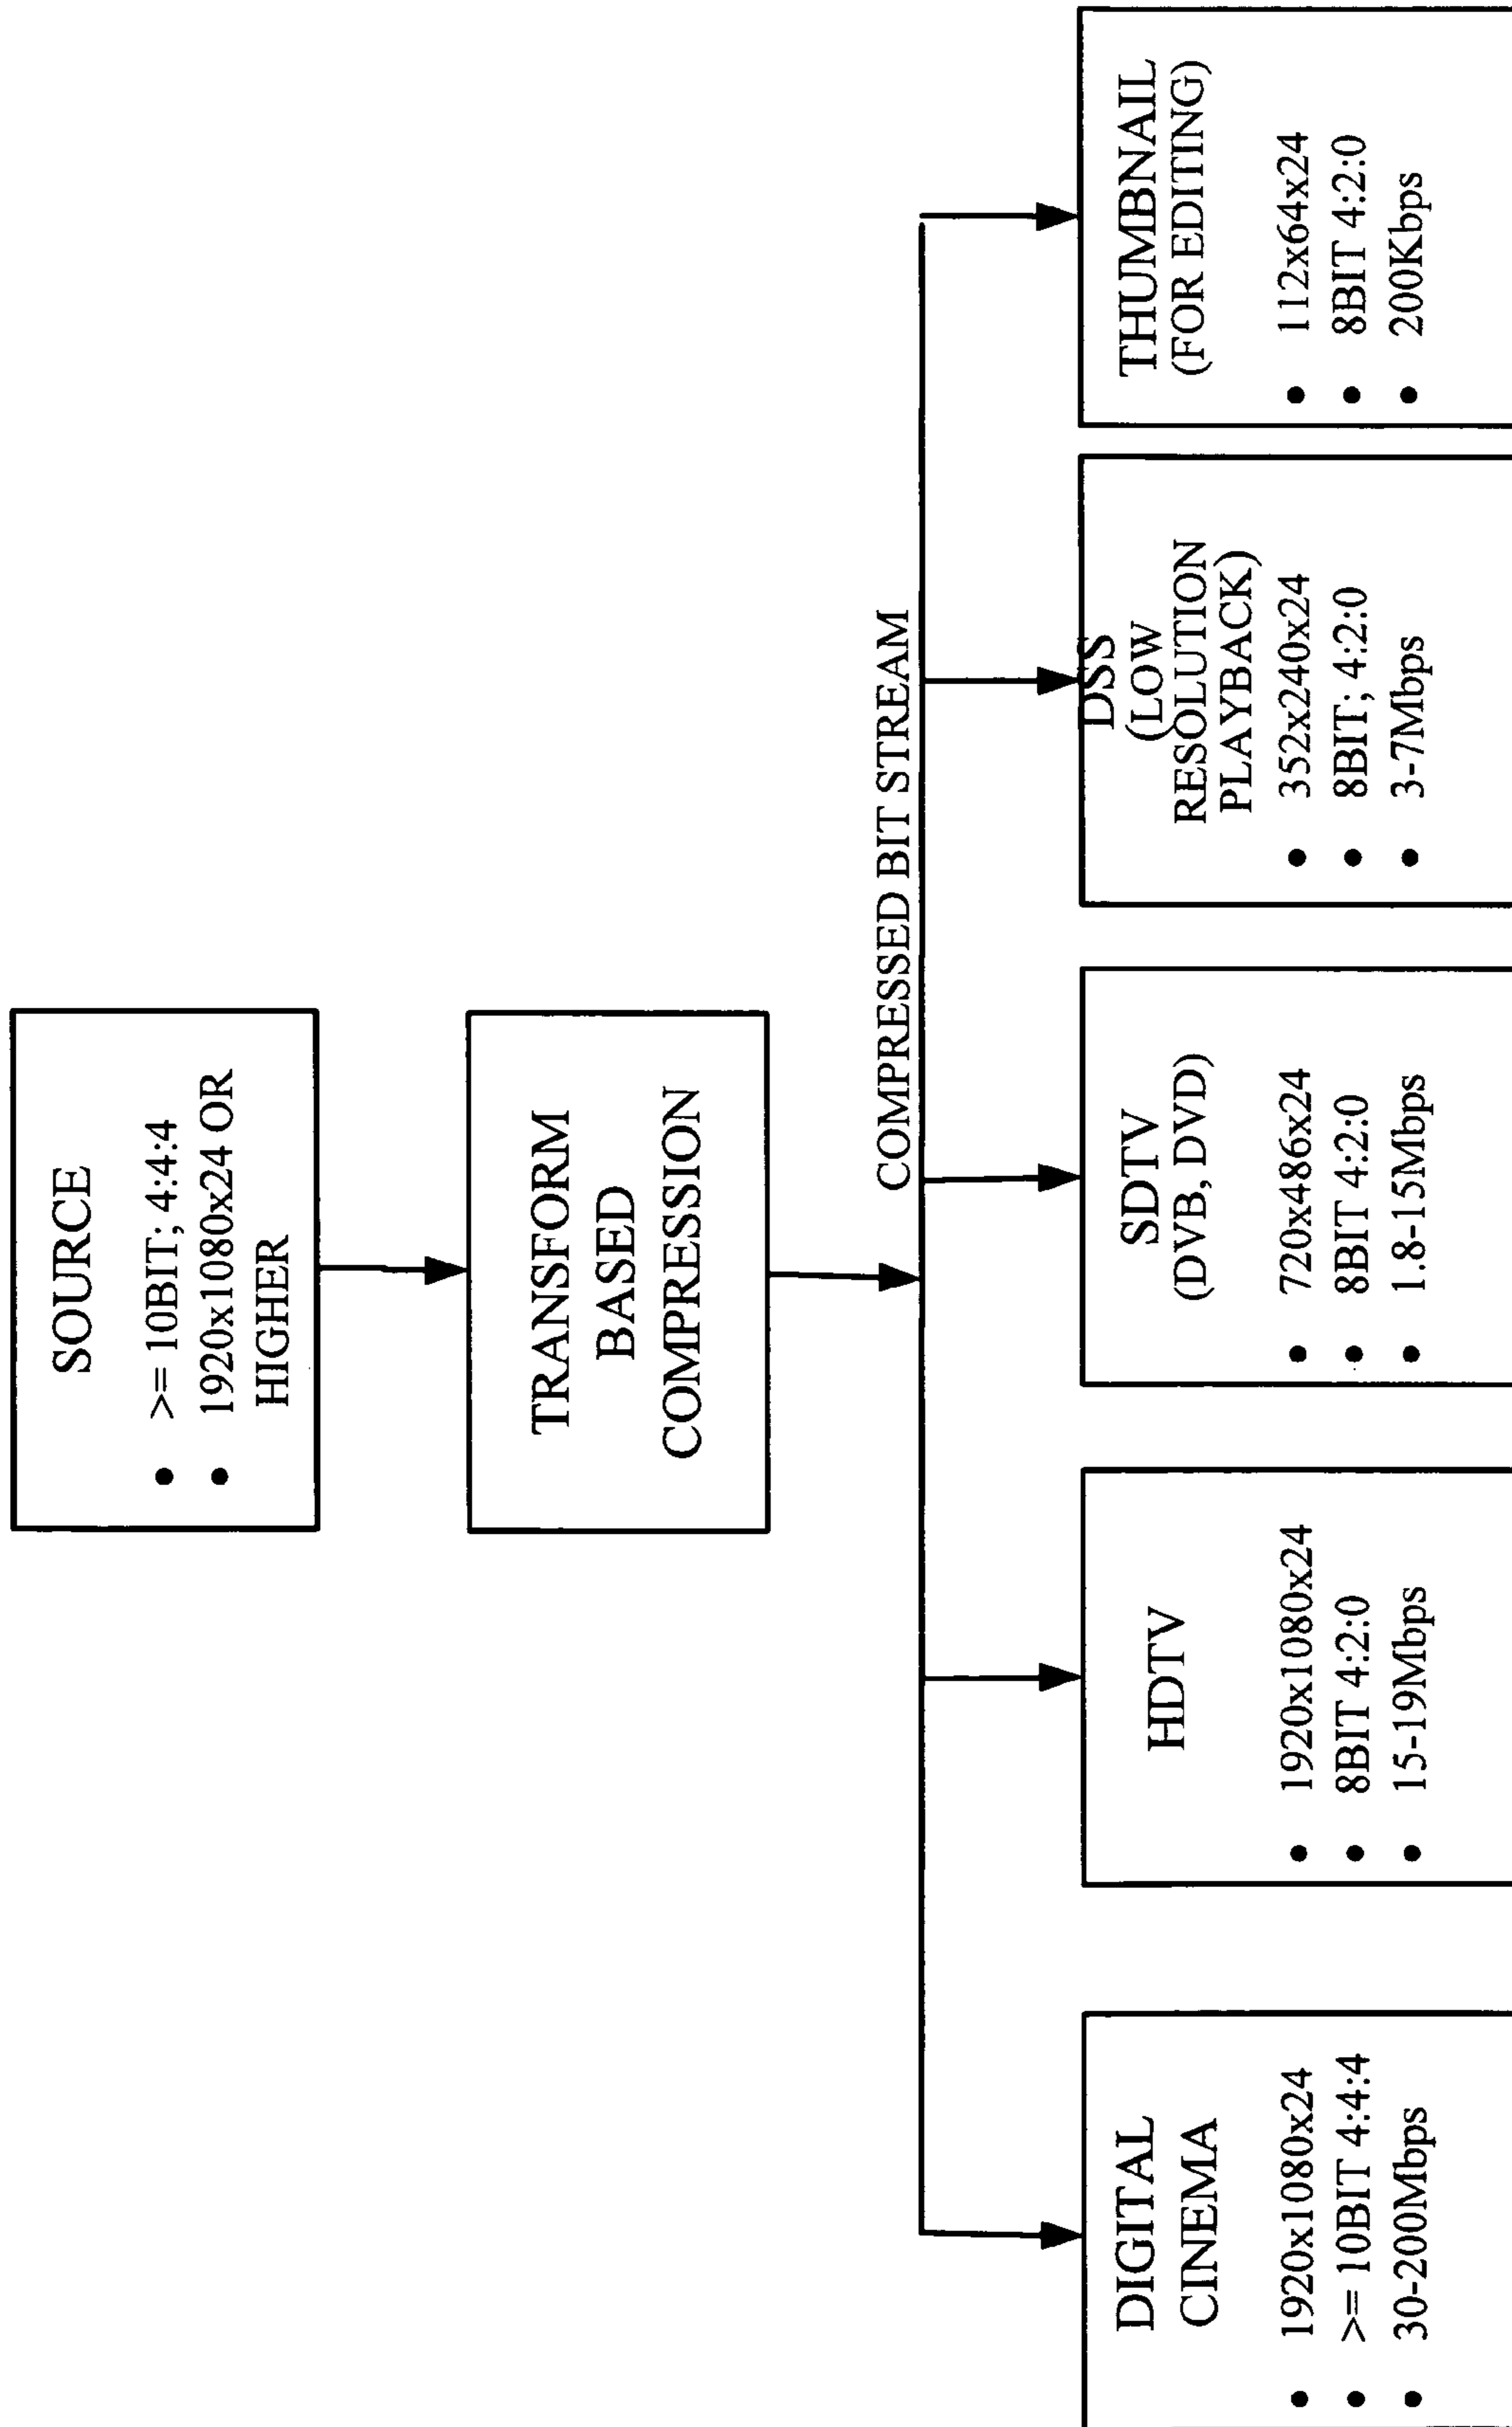 SOURCE
• >= 10BIT; 4:4:4
• 1920x1080x24 OR
HIGHER
TRANSFORM
BASED
COMPRESSION
COMPRESSED BIT STREAM
DIGITAL
CINEMA
• 1920x1080x24
• >= 10BIT 4:4:4
• 30-200Mbps
HDTV
• 1920x1080x24
• 8BIT 4:2:0
• 15-19Mbps
SDTV
(DVB, DVD)
• 720x486x24
• 8BIT 4:2:0
• 1.8-15Mbps
DSS
(LOW
RESOLUTION
PLAYBACK)
• 352x240x24
• 8BIT; 4:2:0
• 3-7Mbps
THUMBNAIL
(FOR EDITING)
• 112x64x24
• 8BIT 4:2:0
• 200Kbps